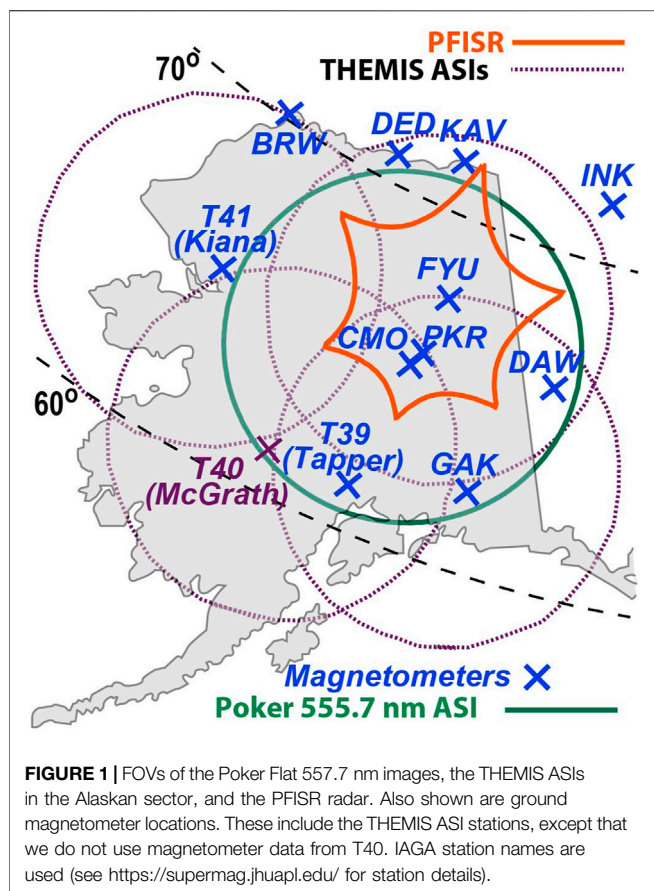 PFISR
THEMIS ASIs
70°
BRW
DED
KAV
INK
T41
(Kiana)
FYU
CMO
PKR
DAW
60°
T39
(Tapper)
GAK
T40
(McGrath)
Magnetometers
Poker 555.7 nm ASI
FIGURE 1 | FOVs of the Poker Flat 557.7 nm images, the THEMIS ASIs
in the Alaskan sector, and the PFISR radar. Also shown are ground
magnetometer locations. These include the THEMIS ASI stations, except that
we do not use magnetometer data from T40. IAGA station names are
used (see https://supermag.jhuapl.edu/ for station details).